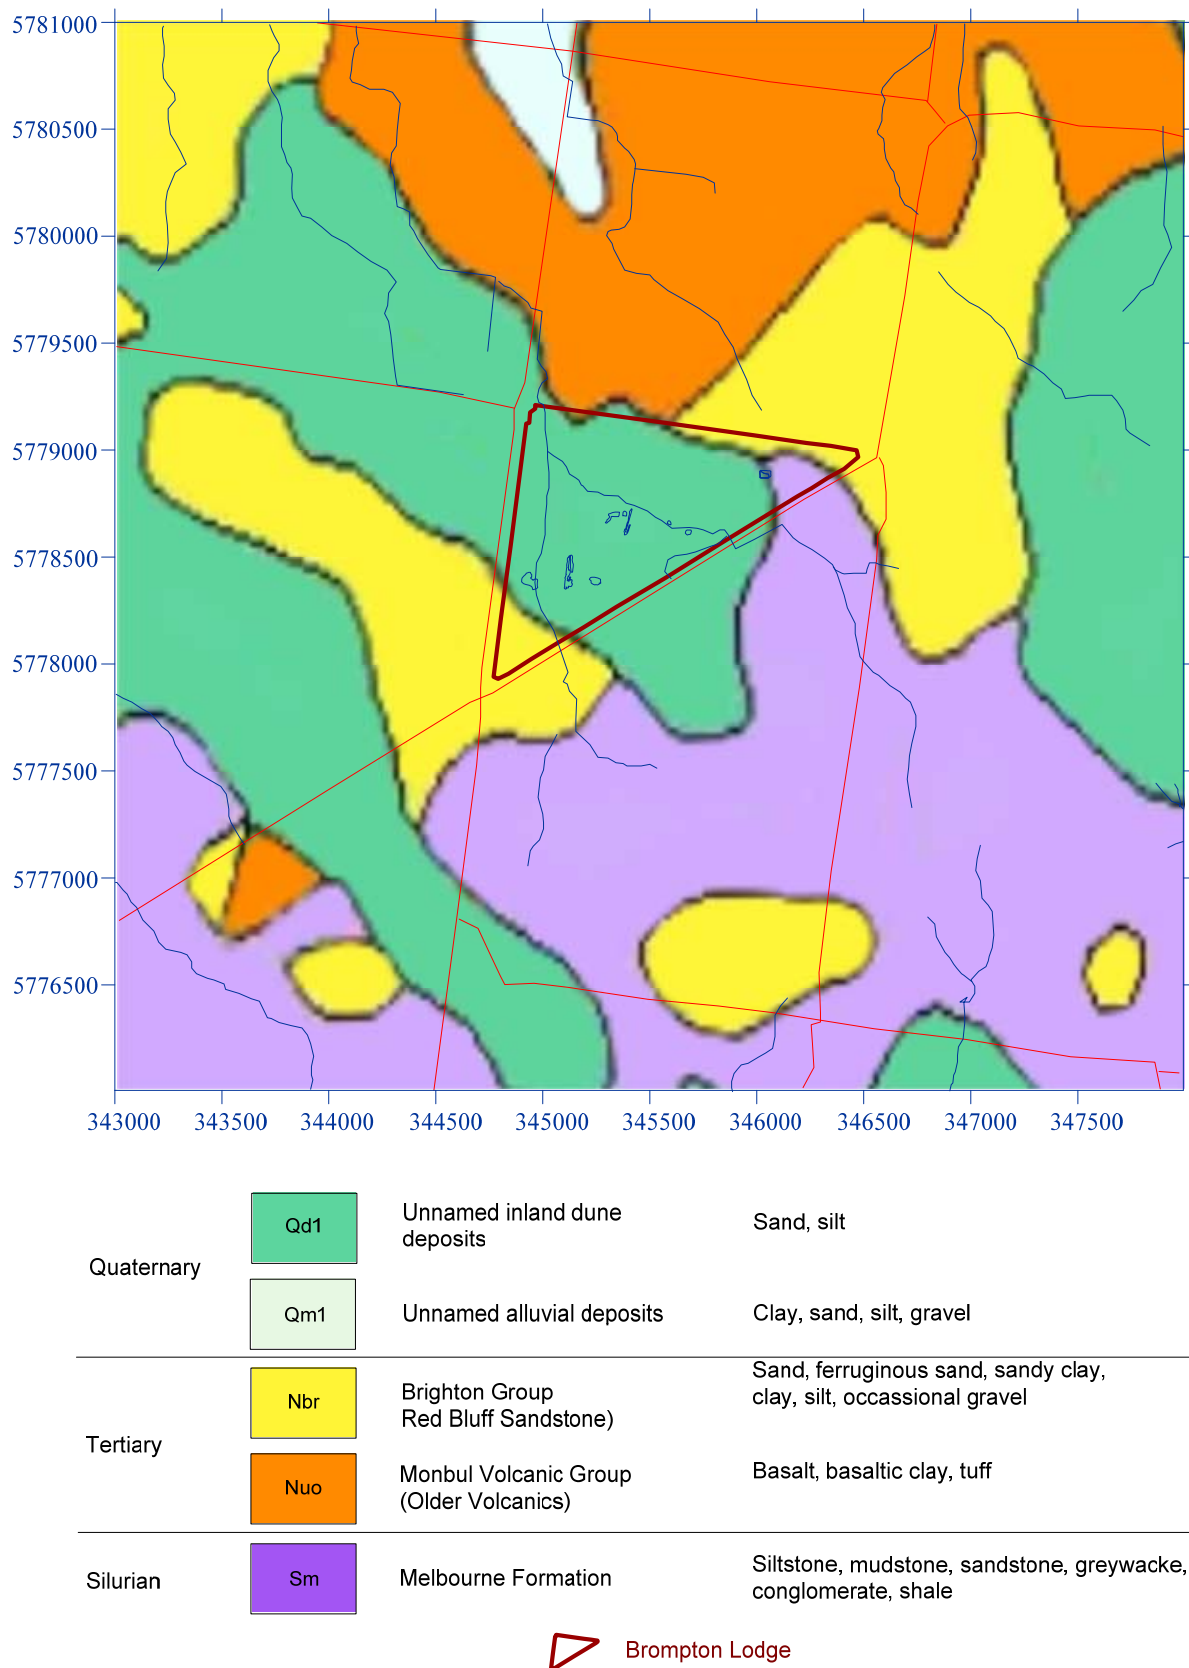 5781000
5780500
5780000
5779500
5779000
5778500
5778000
5777500
5777000
5776500
343000 343500 344000 344500 345000 345500 346000 346500 347000 347500
Quaternary
Qd1
Unnamed inland dune
deposits
Sand, silt
Qm1
Unnamed alluvial deposits
Clay, sand, silt, gravel
Tertiary
Nbr
Brighton Group
Red Bluff Sandstone)
Sand, ferruginous sand, sandy clay,
clay, silt, occassional gravel
Nuo
Monbul Volcanic Group
(Older Volcanics)
Basalt, basaltic clay, tuff
Silurian
Sm
Melbourne Formation
Siltstone, mudstone, sandstone, greywacke,
conglomerate, shale
Brompton Lodge